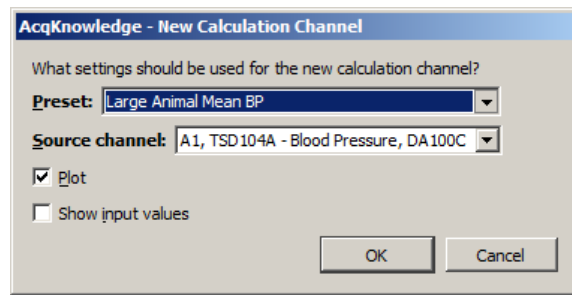 AcqKnowledge - New Calculation Channel
What settings should be used for the new calculation channel?
Preset: Large Animal Mean BP
Source channel: A1, TSD104A - Blood Pressure, DA100C
Plot
Show input values
OK Cancel